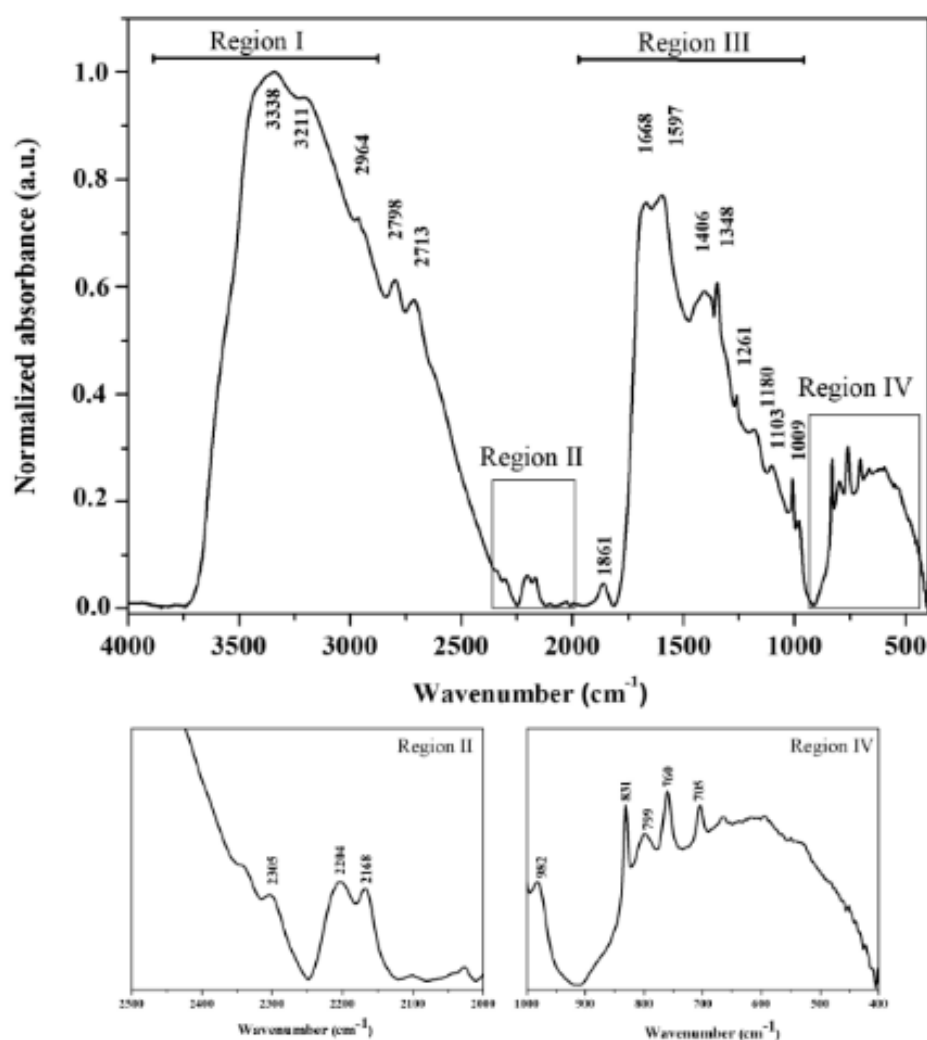 Region I
Region III
1.0
3338
3211
2964
1668
1597
0.8
2798
2713
1406
1348
0.6
1261
1180
1103
1009
Region IV
0.4
Region II
0.2
1861
0.0
4000 3500 3000 2500 2000 1500 1000 500
Normalized absorbance (a.u.)
Wavenumber (cm-1)
Region II
2305
2204
2168
2500 2400 2300 2200 2100 2000
Wavenumber (cm-1)
Region IV
982
831
799
760
705
1000 900 800 700 600 500 400
Wavenumber (cm-1)